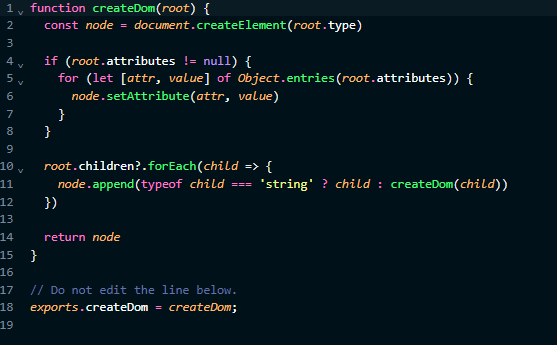 1 function createDom(root) {
2   const node = document.createElement(root.type)
3
4   if (root.attributes != null) {
5     for (let [attr, value] of Object.entries(root.attributes)) {
6       node.setAttribute(attr, value)
7     }
8   }
9
10   root.children?.forEach(child => {
11     node.append(typeof child === 'string' ? child : createDom(child))
12   })
13
14   return node
15 }
16
17 // Do not edit the line below.
18 exports.createDom = createDom;
19